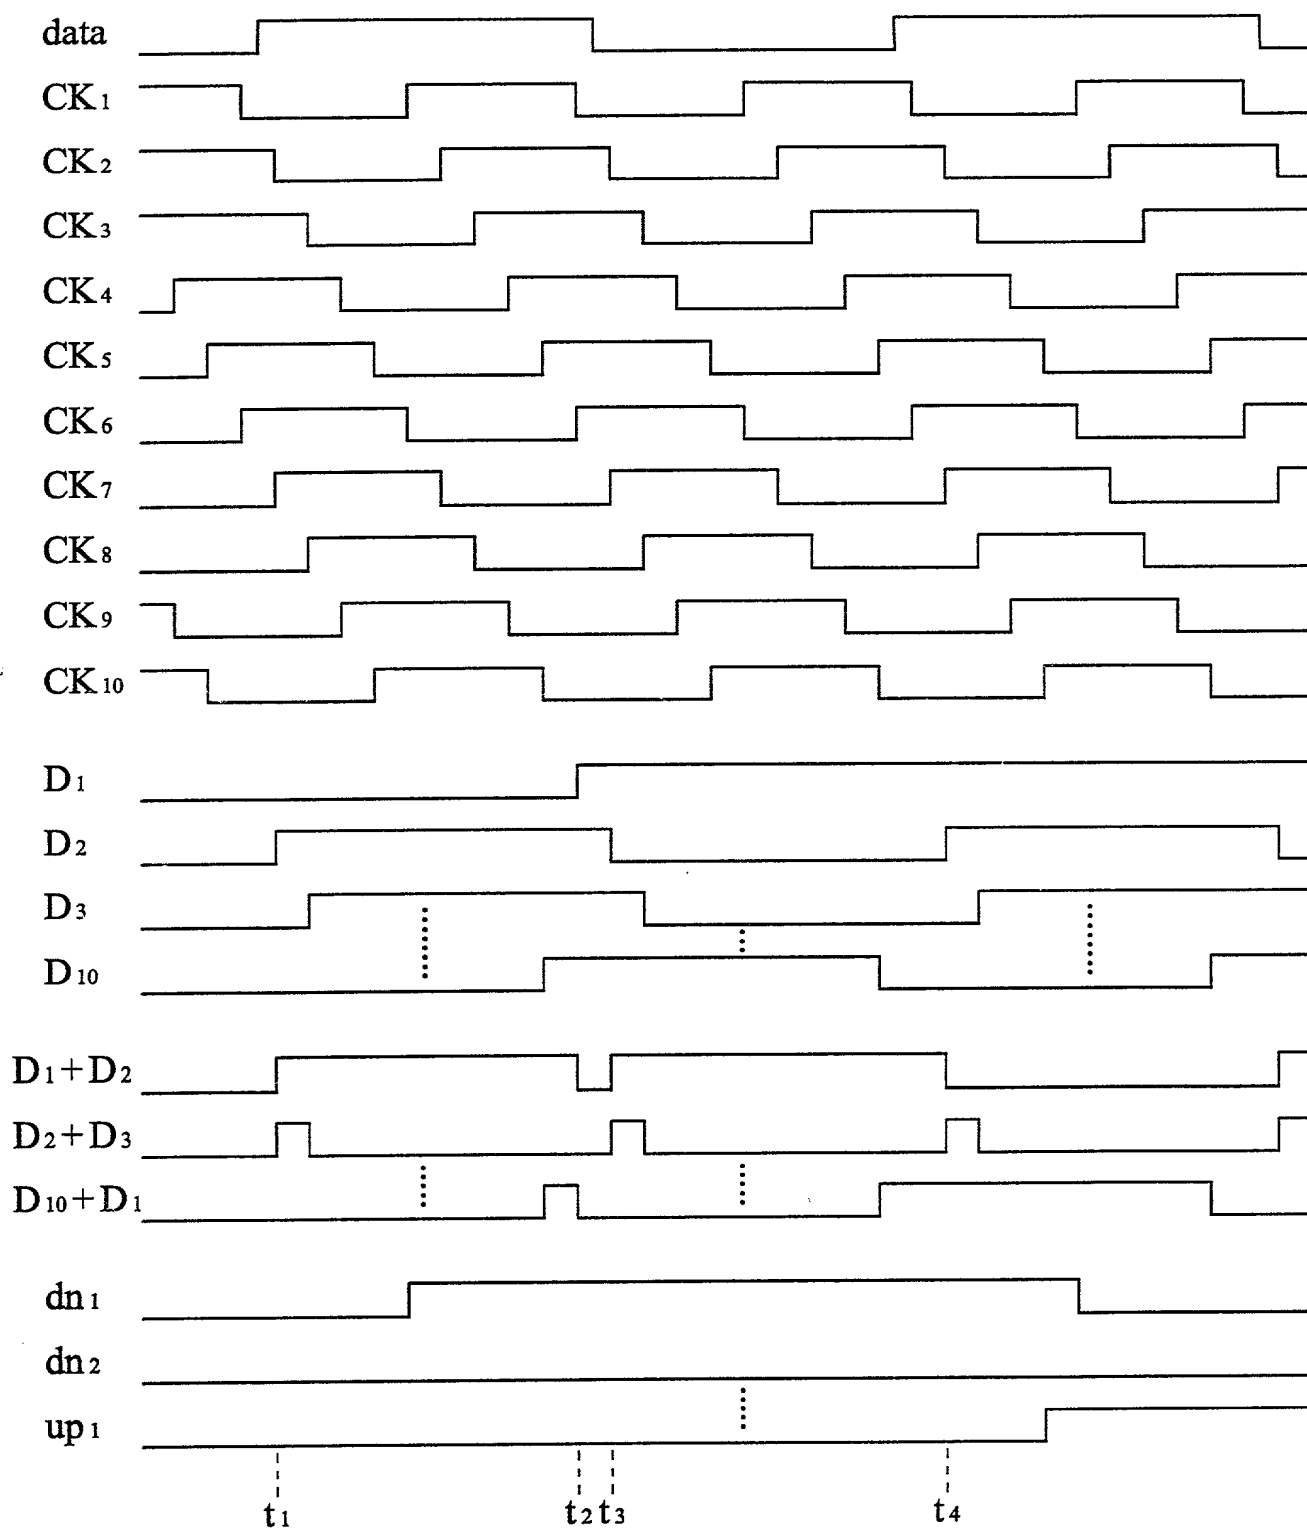 data
CK1
CK2
CK3
CK4
CK5
CK6
CK7
CK8
CK9
CK10
D1
D2
D3
D10
D1+D2
D2+D3
D10+D1
dn1
dn2
up1
t1 t2 t3 t4